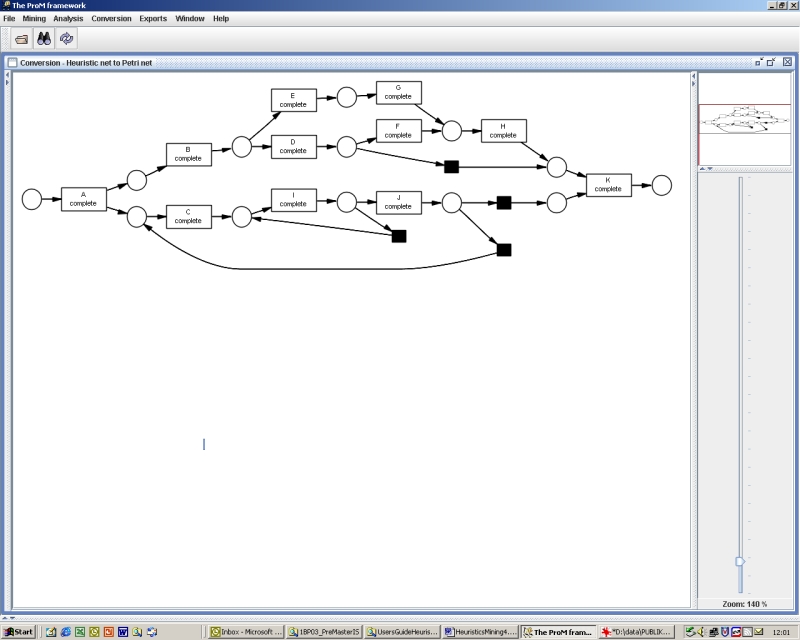 The ProM framework
File Mining Analysis Conversion Exports Window Help
Conversion - Heuristic net to Petri net
G
complete
E
complete
F
complete
H
complete
D
complete
B
complete
K
complete
A
complete
I
complete
J
complete
C
complete
Zoom: 140 %
Start
Inbox - Microsoft ...
1BP03_PreMasterIS
UsersGuideHeuris...
HeuristicsMining4....
The ProM fram...
"D:\data\PUBLIK...
12:01